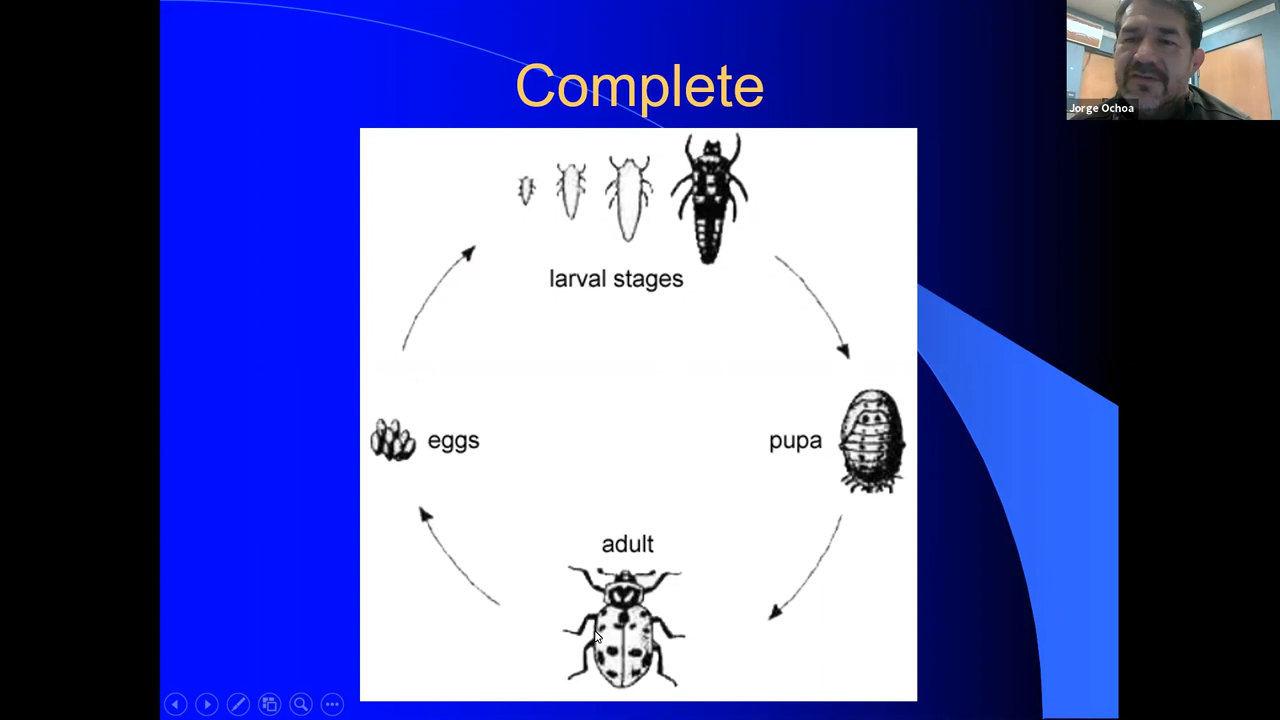 Complete
Jorge Ochoa
larval stages
eggs
pupa
adult